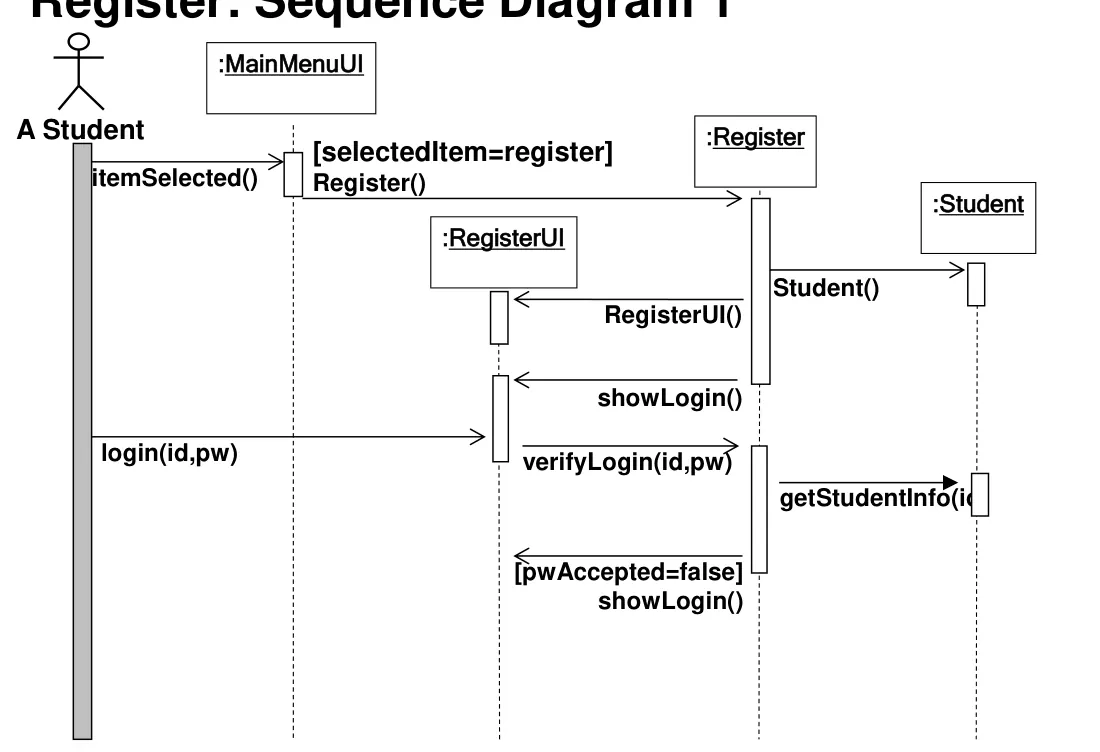 Register: Sequence Diagram 1
:MainMenuUI
A Student
:Register
[selectedItem=register]
itemSelected()
Register()
:Student
:RegisterUI
Student()
RegisterUI()
showLogin()
login(id,pw)
verifyLogin(id,pw)
getStudentInfo(id
[pwAccepted=false]
showLogin()